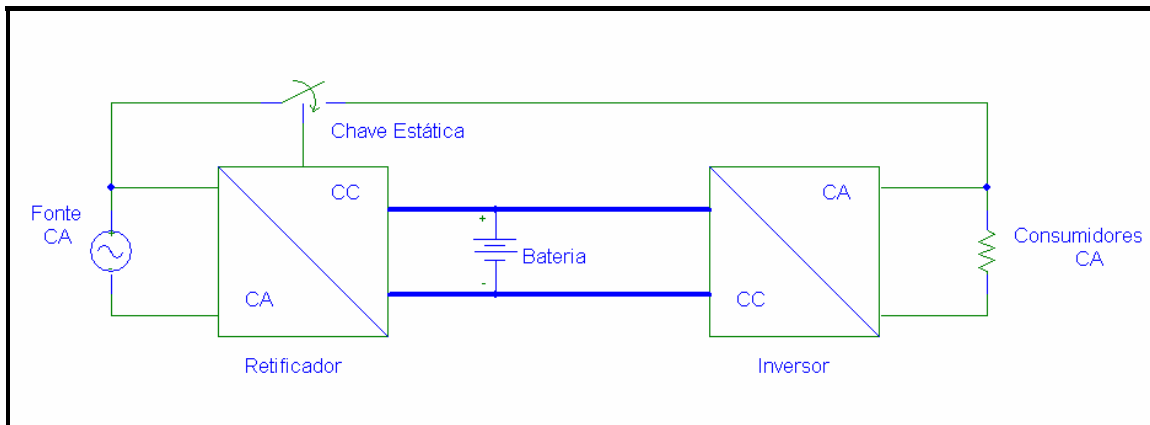 Chave Estática
CC
CA
Fonte
CA
+
Bateria
-
Consumidores
CA
CA
CC
Retificador
Inversor